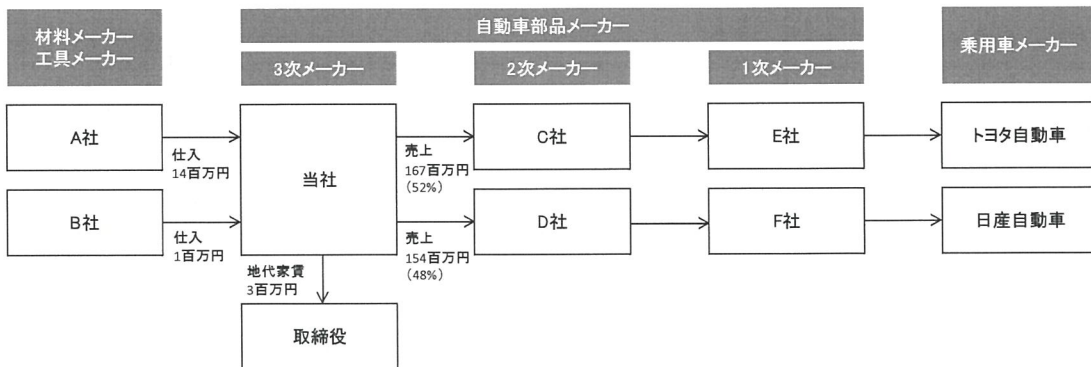 材料メーカー
工具メーカー
自動車部品メーカー
乗用車メーカー
3次メーカー
2次メーカー
1次メーカー
A社
仕入
14百万円
当社
売上
167百万円
(52%)
C社
E社
トヨタ自動車
B社
仕入
1百万円
売上
154百万円
(48%)
D社
F社
日産自動車
地代家賃
3百万円
取締役